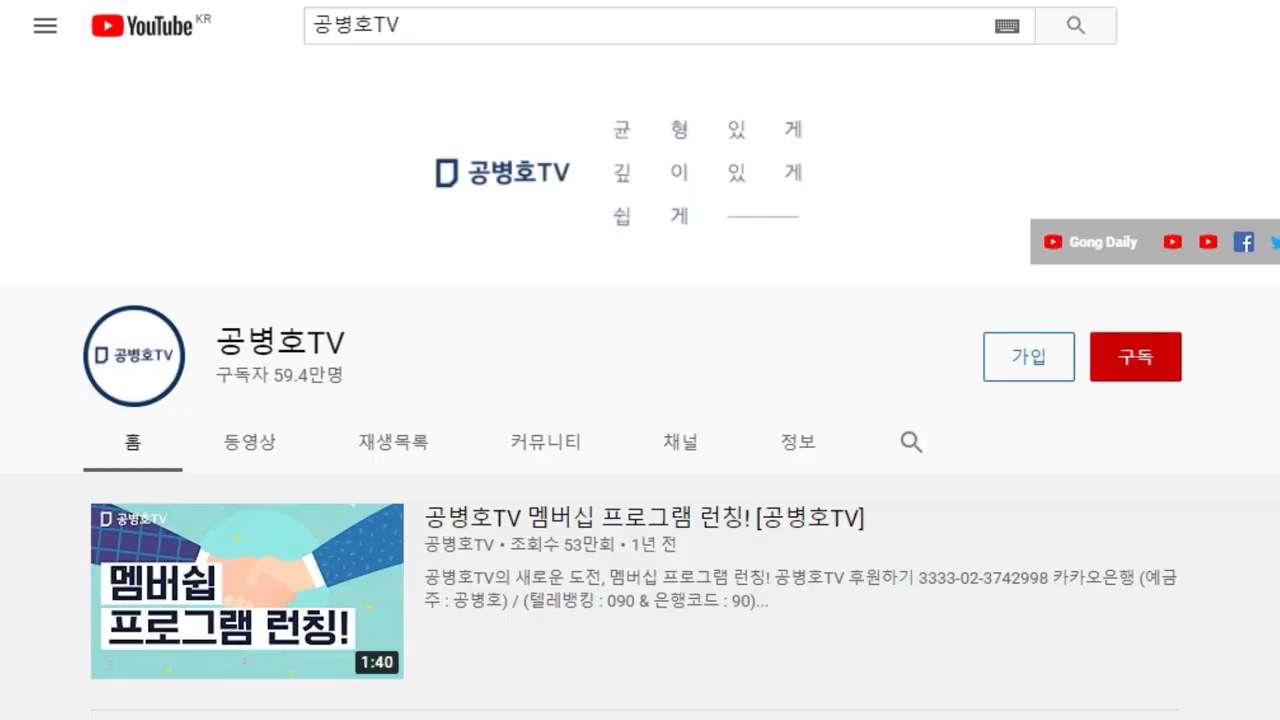 YouTube KR
공병호TV
균 형 있 게
공병호TV
깊 이 있 게
쉽 게
Gong Daily
공병호TV
공병호TV
구독자 59.4만명
가입
구독
홈
동영상
재생목록
커뮤니티
채널
정보
공병호TV
멤버쉽
프로그램 런칭!
1:40
공병호TV 멤버십 프로그램 런칭! [공병호TV]
공병호TV • 조회수 53만회 • 1년 전
공병호TV의 새로운 도전, 멤버십 프로그램 런칭! 공병호TV 후원하기 3333-02-3742998 카카오은행 (예금
주 : 공병호) / (텔레뱅킹 : 090 & 은행코드 : 90)...